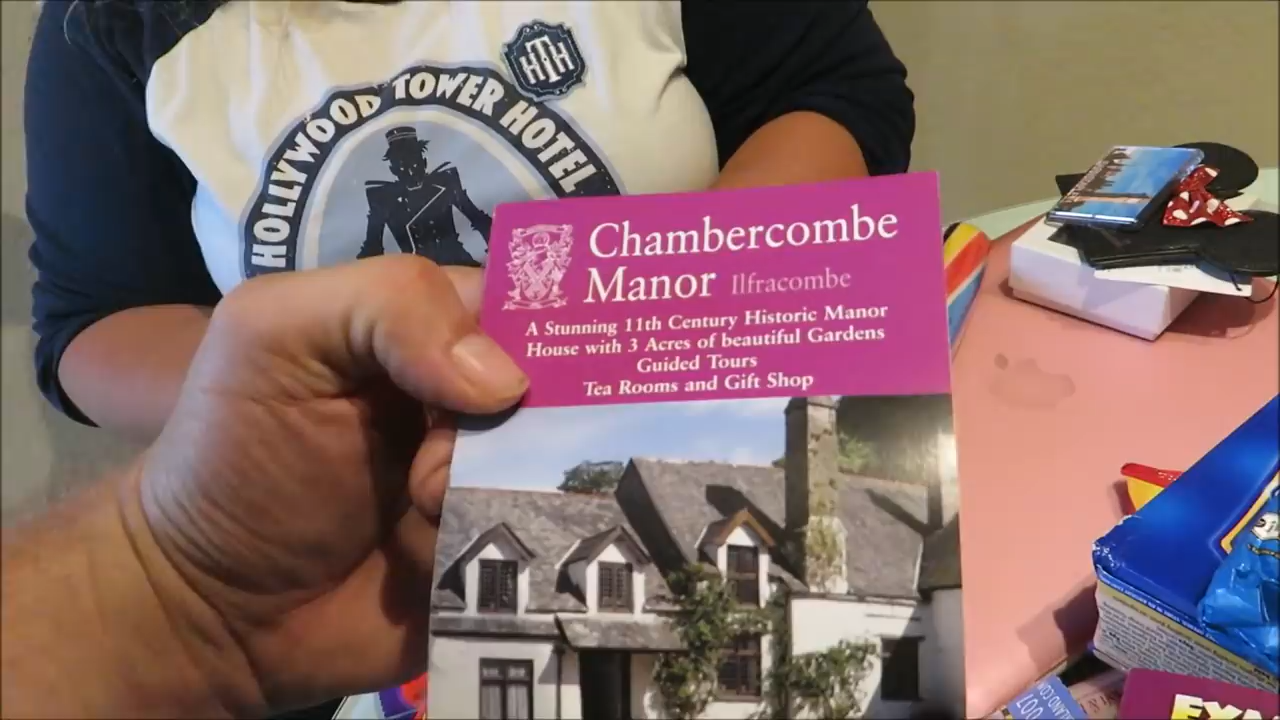 HOLLYWOOD TOWER HOTEL
HTH
Chambercombe
Manor Ilfracombe
A Stunning 11th Century Historic Manor
House with 3 Acres of beautiful Gardens
Guided Tours
Tea Rooms and Gift Shop
007